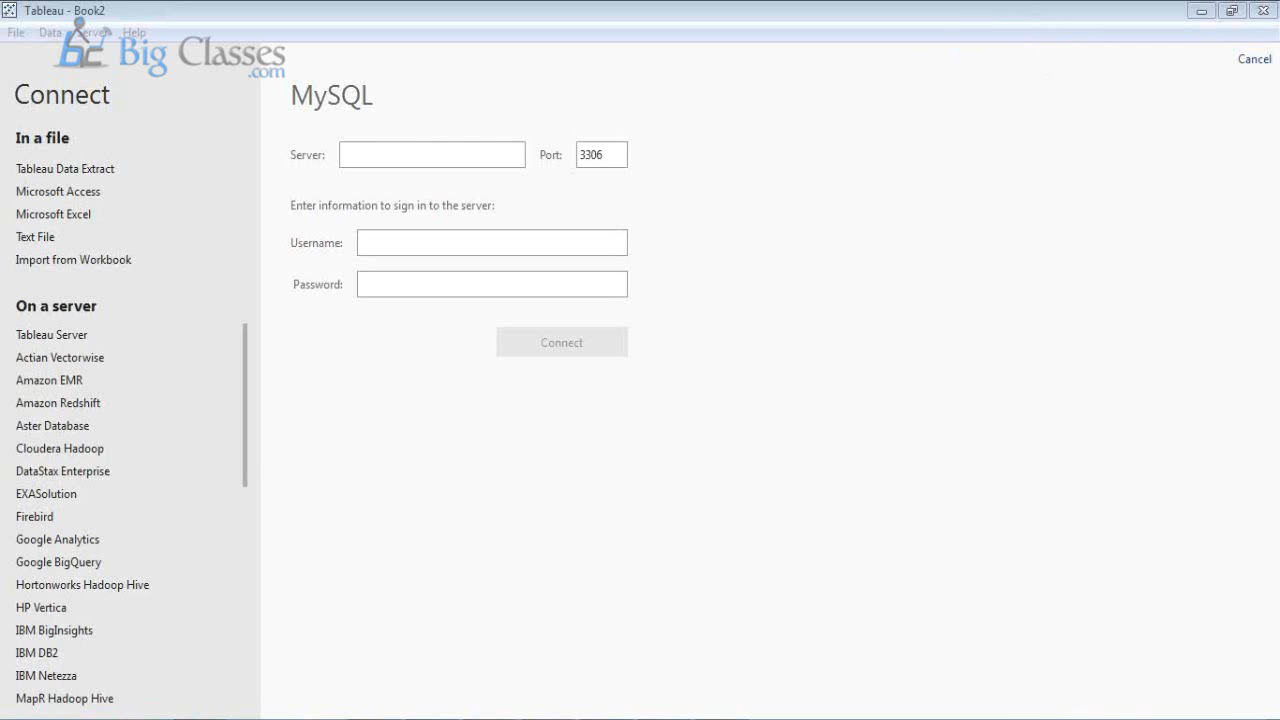 Tableau - Book2
File Data Server Help
Big Classes
.com
Cancel
Connect
MySQL
In a file
Server: Port: 3306
Tableau Data Extract
Microsoft Access
Enter information to sign in to the server:
Microsoft Excel
Text File
Username:
Import from Workbook
Password:
On a server
Tableau Server
Connect
Actian Vectorwise
Amazon EMR
Amazon Redshift
Aster Database
Cloudera Hadoop
DataStax Enterprise
EXASolution
Firebird
Google Analytics
Google BigQuery
Hortonworks Hadoop Hive
HP Vertica
IBM BigInsights
IBM DB2
IBM Netezza
MapR Hadoop Hive